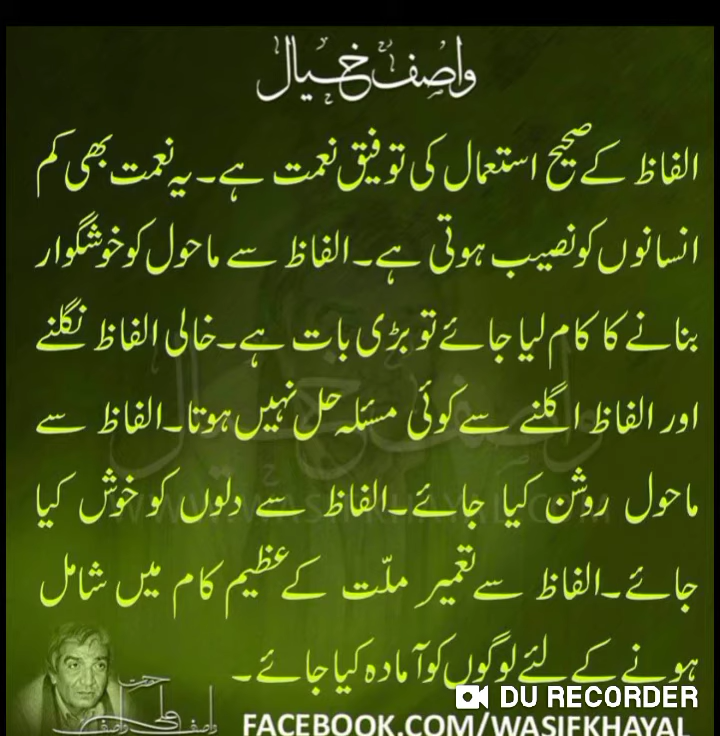 واصف خیال
الفاظ کے صحیح استعمال کی توفیق نعمت ہے۔ یہ نعمت بھی کم
انسانوں کو نصیب ہوتی ہے۔ الفاظ سے ماحول کو خوشگوار
بنانے کا کام لیا جائے تو بڑی بات ہے۔ خالی الفاظ نگلنے
اور الفاظ اگلنے سے کوئی مسئلہ حل نہیں ہوتا۔ الفاظ سے
ماحول روشن کیا جائے۔ الفاظ سے دلوں کو خوش کیا
جائے۔ الفاظ سے تعمیر ملّت کے عظیم کام میں شامل
ہونے کے لئے لوگوں کو آمادہ کیا جائے۔
DU RECORDER
FACEBOOK.COM/WASIFKHAYAL